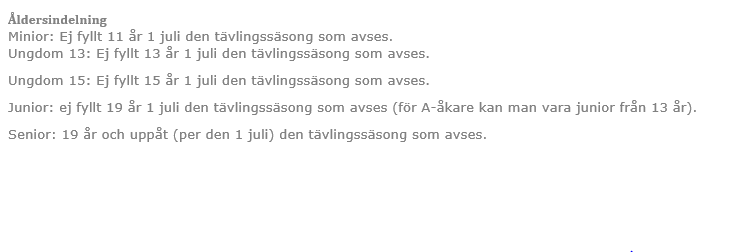 Åldersindelning
Minior: Ej fyllt 11 år 1 juli den tävlingssäsong som avses.
Ungdom 13: Ej fyllt 13 år 1 juli den tävlingssäsong som avses.
Ungdom 15: Ej fyllt 15 år 1 juli den tävlingssäsong som avses.
Junior: ej fyllt 19 år 1 juli den tävlingssäsong som avses (för A-åkare kan man vara junior från 13 år).
Senior: 19 år och uppåt (per den 1 juli) den tävlingssäsong som avses.